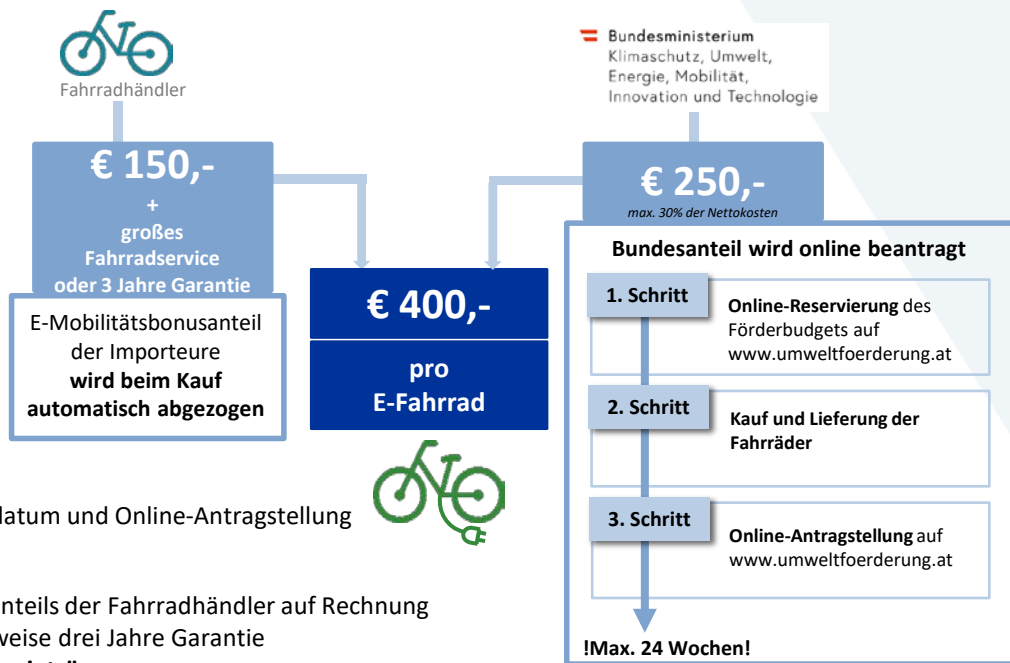 Fahrradhändler
Bundesministerium
Klimaschutz, Umwelt,
Energie, Mobilität,
Innovation und Technologie
€ 150,-
+
großes
Fahrradservice
oder 3 Jahre Garantie
E-Mobilitätsbonusanteil
der Importeure
wird beim Kauf
automatisch abgezogen
€ 400,-
pro
E-Fahrrad
€ 250,-
max. 30% der Nettokosten
Bundesanteil wird online beantragt
1. Schritt
Online-Reservierung des
Förderbudgets auf
www.umweltfoerderung.at
2. Schritt
Kauf und Lieferung der
Fahrräder
3. Schritt
Online-Antragstellung auf
www.umweltfoerderung.at
!Max. 24 Wochen!
datum und Online-Antragstellung
nteils der Fahrradhändler auf Rechnung
weise drei Jahre Garantie